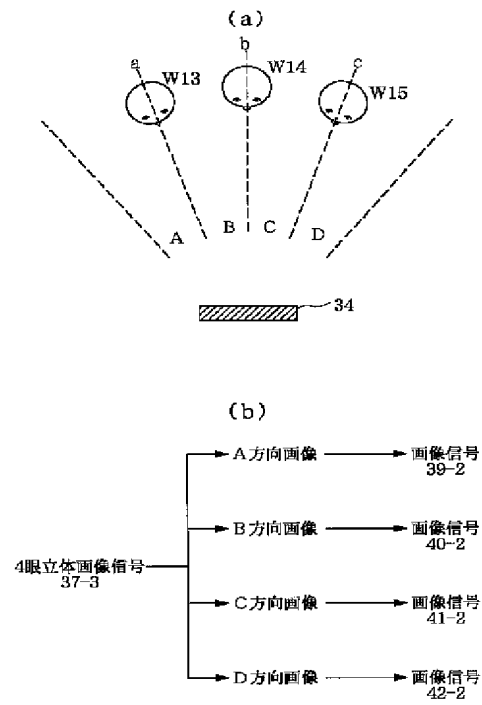 (a)
b
a
c
W13
W14
W15
A
B
C
D
34
(b)
A方向画像
画像信号
39-2
B方向画像
画像信号
40-2
4眼立体画像信号
37-3
C方向画像
画像信号
41-2
D方向画像
画像信号
42-2